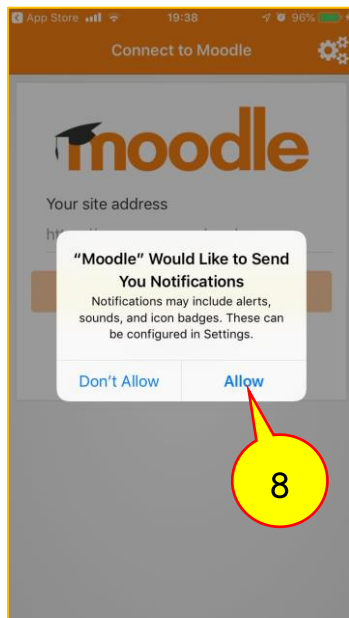 App Store 19:38 96%
Connect to Moodle
moodle
Your site address
“Moodle” Would Like to Send
You Notifications
Notifications may include alerts,
sounds, and icon badges. These can
be configured in Settings.
Don’t Allow Allow
8